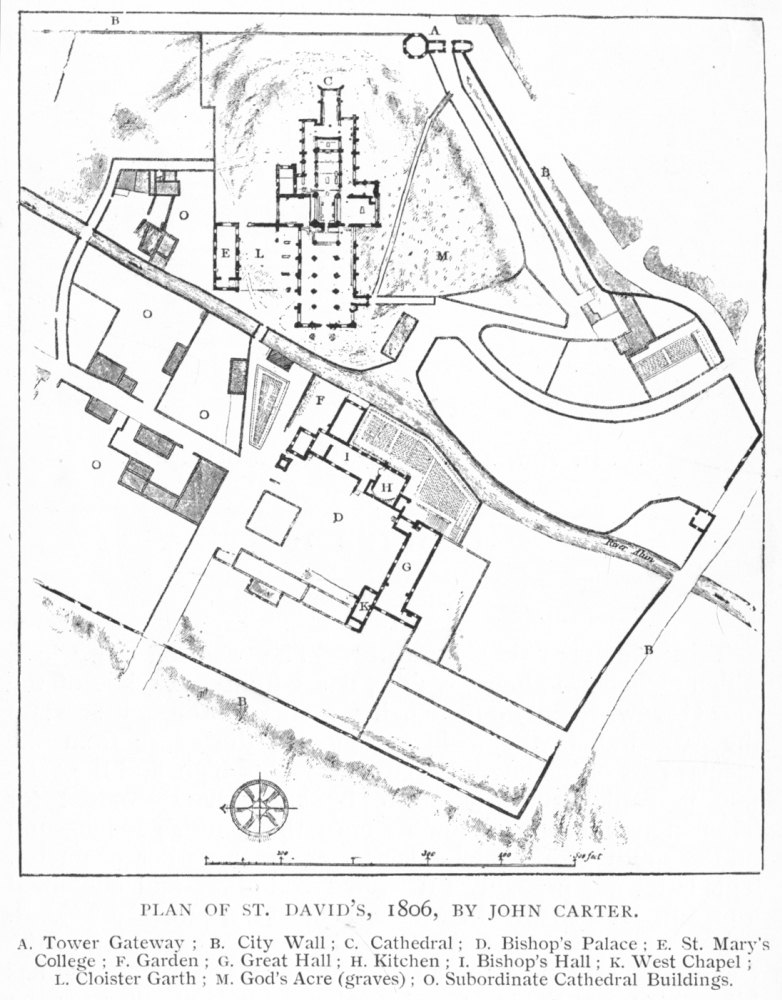 B
A
C
B
O
E
L
M
O
O
F
I
H
O
D
River Alun
G
K
B
B
100
300
400
500 feet
PLAN OF ST. DAVID'S, 1806, BY JOHN CARTER.
A. Tower Gateway ; B. City Wall ; C. Cathedral ; D. Bishop's Palace ; E. St. Mary's
College ; F. Garden ; G. Great Hall ; H. Kitchen ; I. Bishop's Hall ; K. West Chapel ;
L. Cloister Garth ; M. God's Acre (graves) ; O. Subordinate Cathedral Buildings.